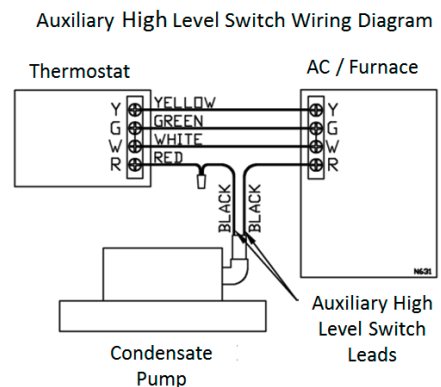 Auxiliary High Level Switch Wiring Diagram
Thermostat
AC / Furnace
Y YELLOW Y
G GREEN G
W WHITE W
R RED R
BLACK BLACK
N631
Auxiliary High
Level Switch
Leads
Condensate
Pump